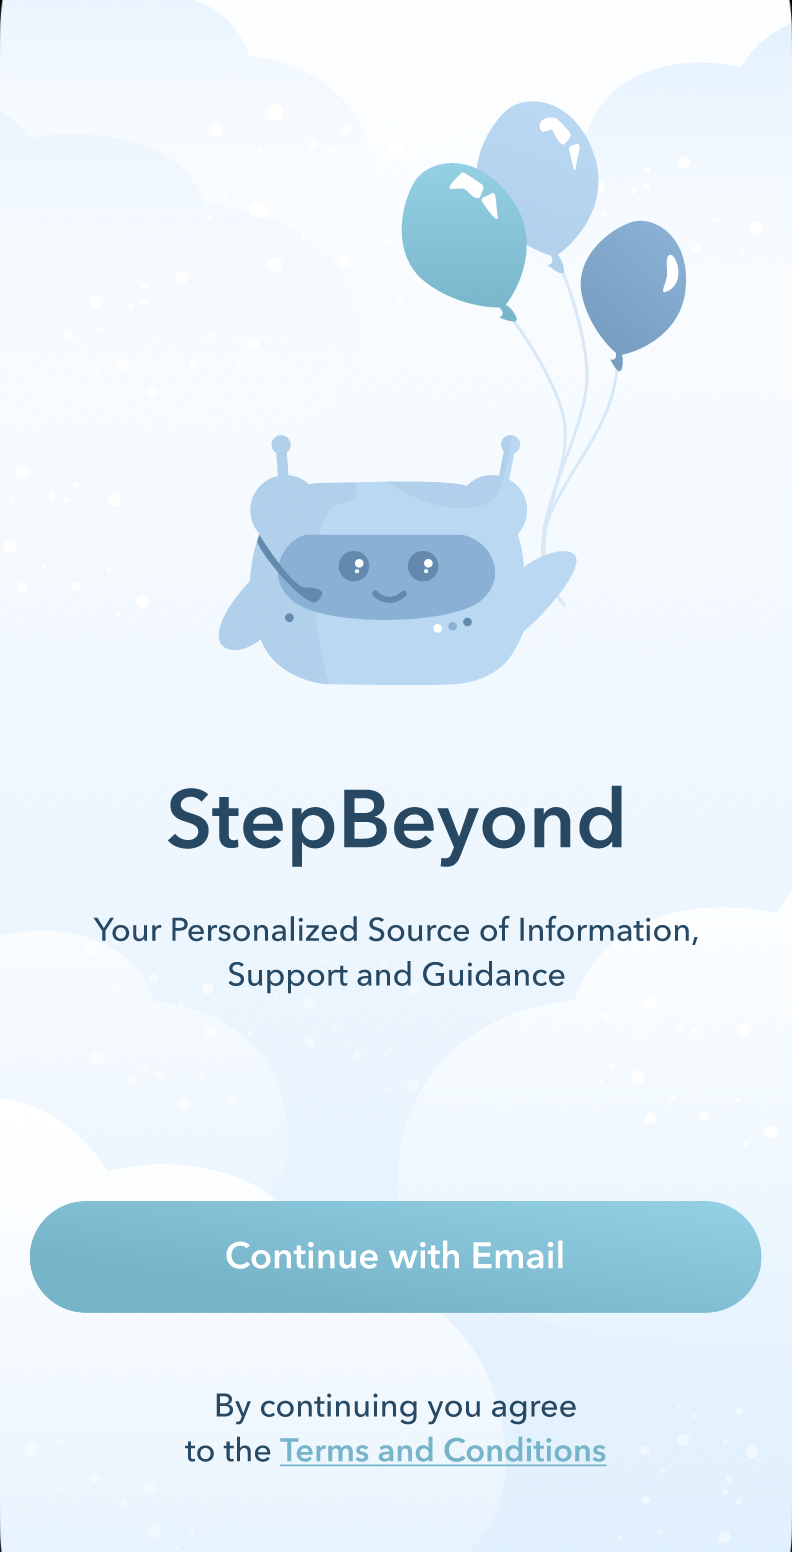 StepBeyond
Your Personalized Source of Information,
Support and Guidance
Continue with Email
By continuing you agree
to the Terms and Conditions